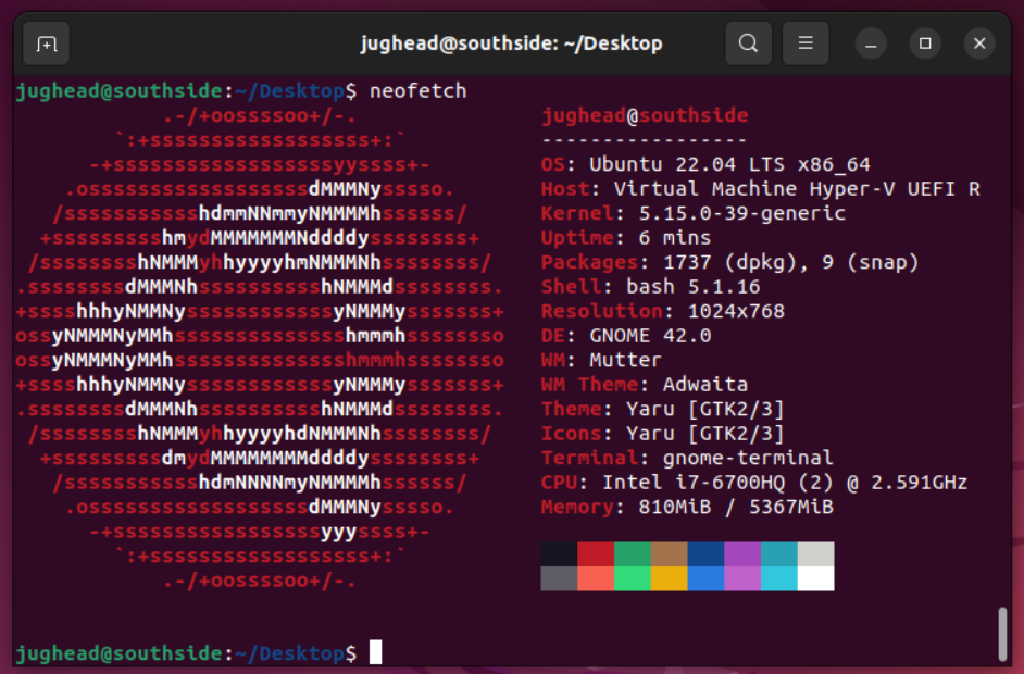 jughead@southside: ~/Desktop
jughead@southside:~/Desktop$ neofetch
.-/+oossssoo+/-.
`:+ssssssssssssssssss+:`
-+ssssssssssssssssssyyssss+-
.ossssssssssssssssssdMMMNysssso.
/ssssssssssshdmmNNmmyNMMMMhssssss/
+ssssssssshmydMMMMMMMNddddyssssssss+
/sssssssshNMMMyhhyyyyhmNMMMNhssssssss/
.ssssssssdMMMNhsssssssssshNMMMdssssssss.
+sssshhhyNMMNyssssssssssssyNMMMysssssss+
ossyNMMMNyMMhsssssssssssssshmmmhssssssso
ossyNMMMNyMMhsssssssssssssshmmmhssssssso
+sssshhhyNMMNyssssssssssssyNMMMysssssss+
.ssssssssdMMMNhsssssssssshNMMMdssssssss.
/sssssssshNMMMyhhyyyyhdNMMMNhssssssss/
+sssssssssdmydMMMMMMMMddddyssssssss+
/ssssssssssshdmNNNNmyNMMMMhssssss/
.ossssssssssssssssssdMMMNysssso.
-+sssssssssssssssssyyyssss+-
`:+ssssssssssssssssss+:`
.-/+oossssoo+/-.
jughead@southside
-----------------
OS: Ubuntu 22.04 LTS x86_64
Host: Virtual Machine Hyper-V UEFI R
Kernel: 5.15.0-39-generic
Uptime: 6 mins
Packages: 1737 (dpkg), 9 (snap)
Shell: bash 5.1.16
Resolution: 1024x768
DE: GNOME 42.0
WM: Mutter
WM Theme: Adwaita
Theme: Yaru [GTK2/3]
Icons: Yaru [GTK2/3]
Terminal: gnome-terminal
CPU: Intel i7-6700HQ (2) @ 2.591GHz
Memory: 810MiB / 5367MiB
jughead@southside:~/Desktop$